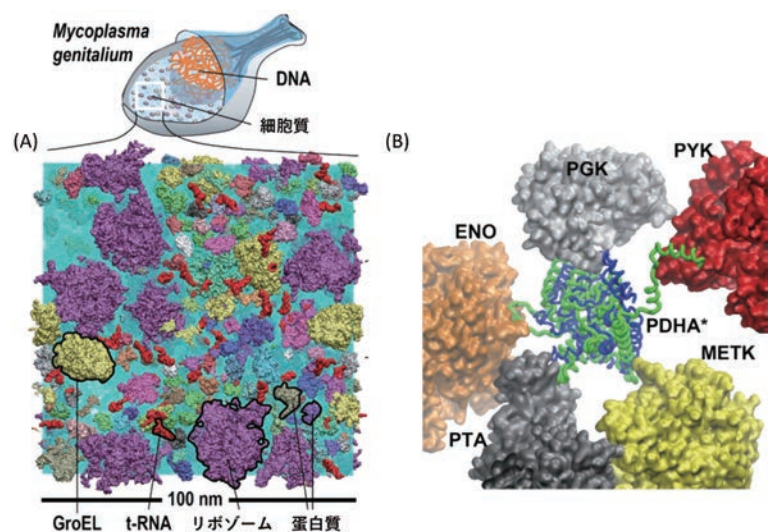 Mycoplasma
genitalium
DNA
細胞質
(A)
100 nm
GroEL
t-RNA
リボゾーム
蛋白質
(B)
PGK
PYK
ENO
PDHA*
METK
PTA